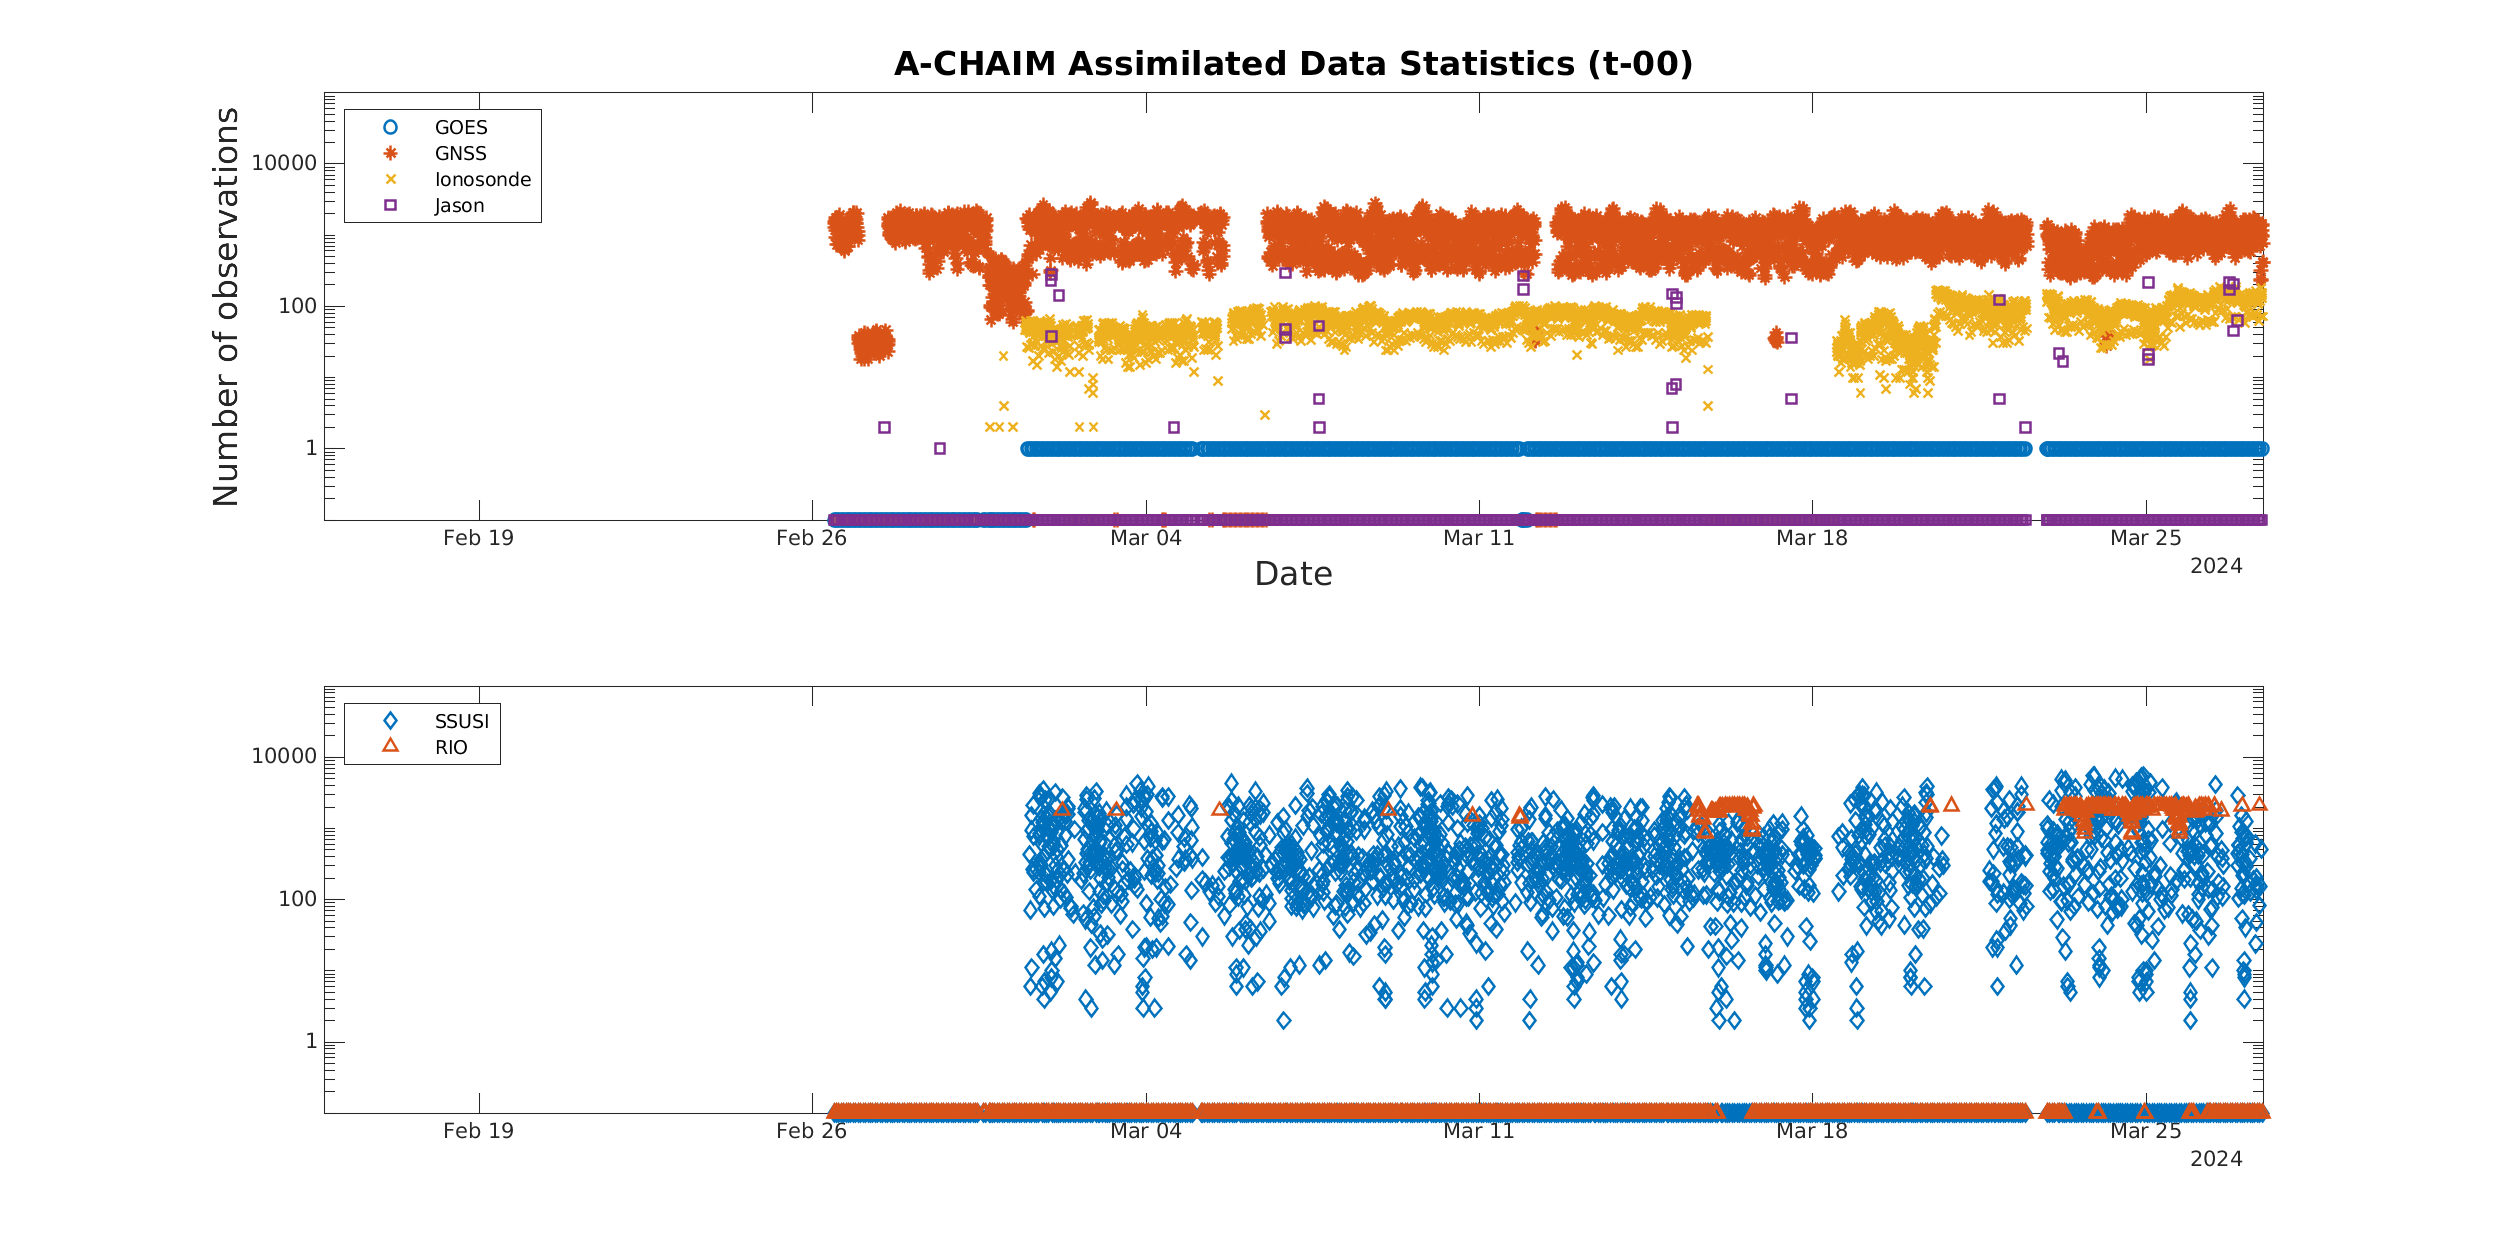 A-CHAIM Assimilated Data Statistics (t-00)
Number of observations
10000
100
1
GOES
GNSS
Ionosonde
Jason
Feb 19
Feb 26
Mar 04
Mar 11
Mar 18
Mar 25
2024
Date
10000
100
1
SSUSI
RIO
Feb 19
Feb 26
Mar 04
Mar 11
Mar 18
Mar 25
2024